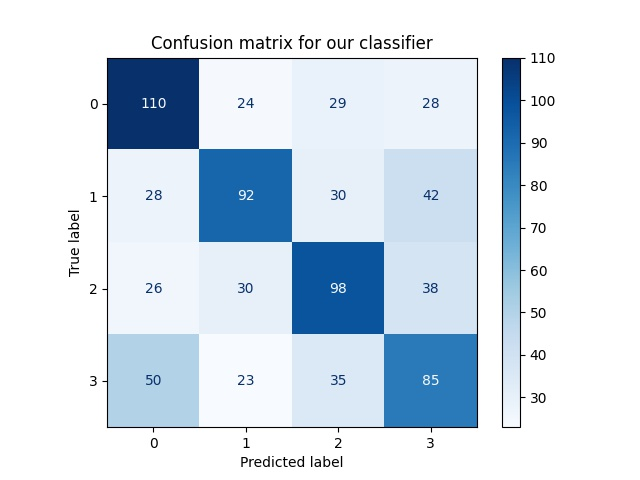 Confusion matrix for our classifier
True label
0 110 24 29 28
1 28 92 30 42
2 26 30 98 38
3 50 23 35 85
0 1 2 3
Predicted label
110
100
90
80
70
60
50
40
30